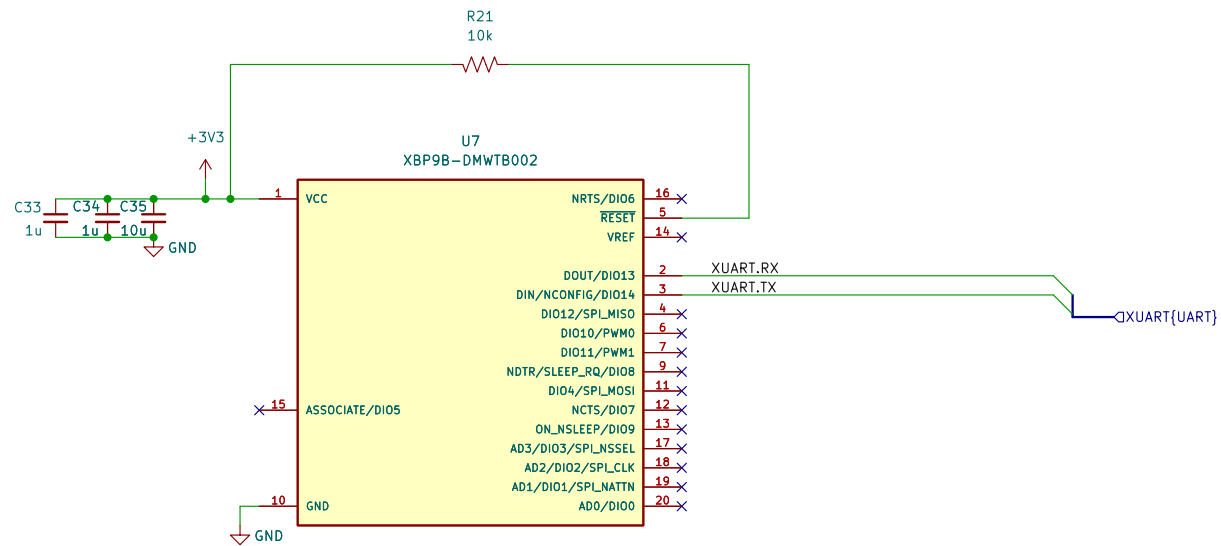 R21
10k
+3V3
U7
XBP9B-DMWTB002
C33
1u
C34
1u
C35
10u
GND
1 VCC
15 ASSOCIATE/DIO5
10 GND
GND
NRTS/DIO6 16
RESET 5
VREF 14
DOUT/DIO13 2 XUART.RX
DIN/NCONFIG/DIO14 3 XUART.TX
DIO12/SPI_MISO 4
XUART{UART}
DIO10/PWM0 6
DIO11/PWM1 7
NDTR/SLEEP_RQ/DIO8 9
DIO4/SPI_MOSI 11
NCTS/DIO7 12
ON_NSLEEP/DIO9 13
AD3/DIO3/SPI_NSSEL 17
AD2/DIO2/SPI_CLK 18
AD1/DIO1/SPI_NATTN 19
AD0/DIO0 20